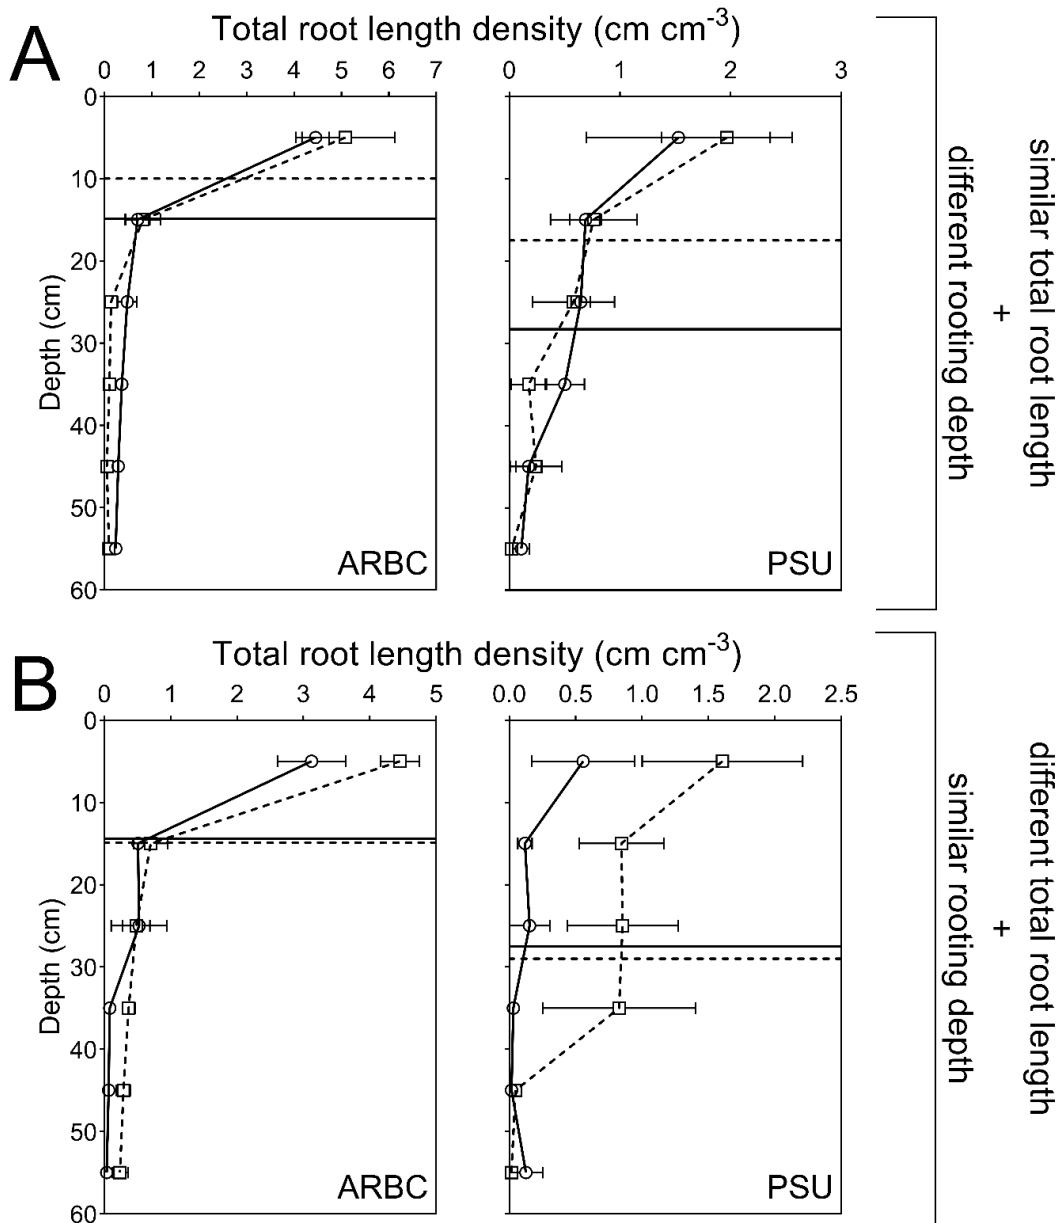 A
Total root length density (cm cm-3)
0 1 2 3 4 5 6 7
0 1 2 3
0
10
20
30
40
50
60
Depth (cm)
ARBC
PSU
similar total root length
+
different rooting depth
B
Total root length density (cm cm-3)
0 1 2 3 4 5
0.0 0.5 1.0 1.5 2.0 2.5
0
10
20
30
40
50
60
Depth (cm)
ARBC
PSU
different total root length
+
similar rooting depth